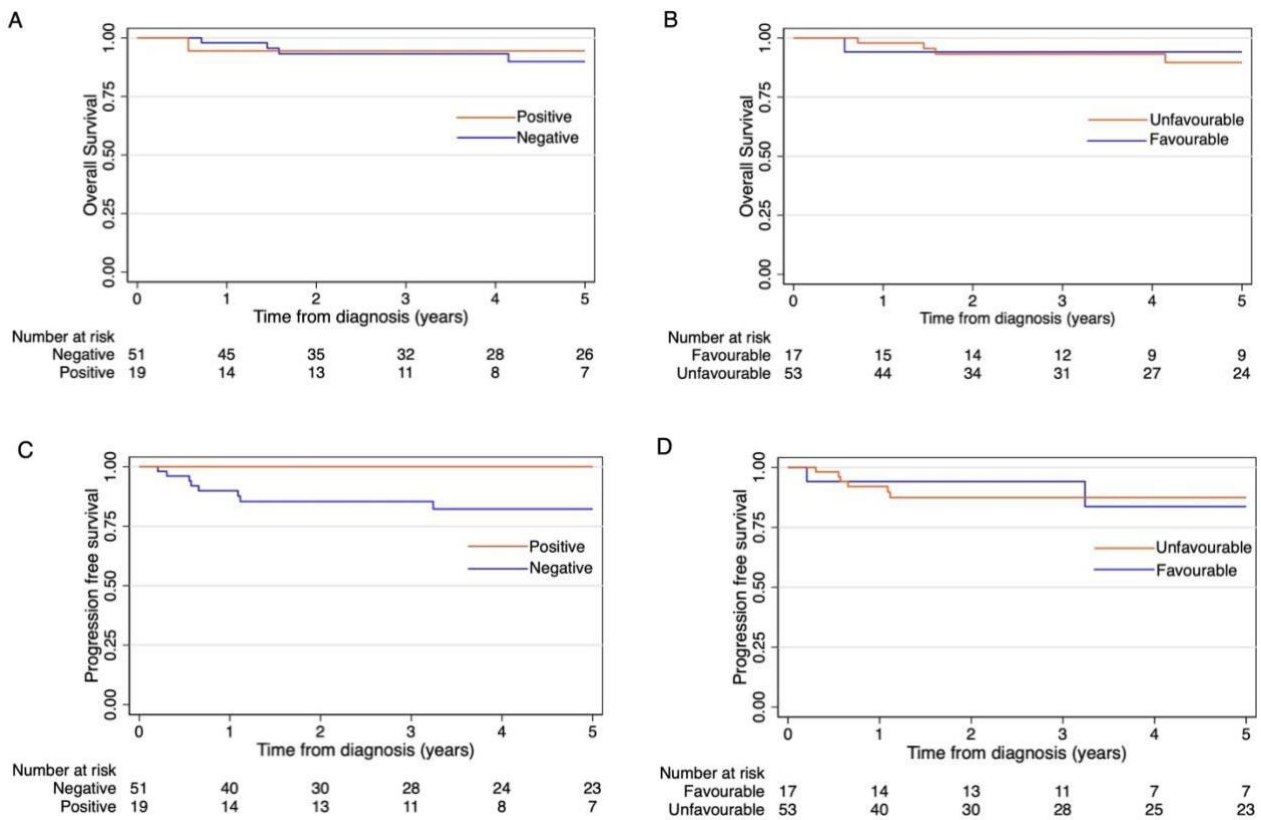 A
Overall Survival
1.00
0.75
0.50
0.25
0.00
Positive
Negative
0 1 2 3 4 5
Time from diagnosis (years)
Number at risk
Negative 51 45 35 32 28 26
Positive 19 14 13 11 8 7
B
Overall Survival
1.00
0.75
0.50
0.25
0.00
Unfavourable
Favourable
0 1 2 3 4 5
Time from diagnosis (years)
Number at risk
Favourable 17 15 14 12 9 9
Unfavourable 53 44 34 31 27 24
C
Progression free survival
1.00
0.75
0.50
0.25
0.00
Positive
Negative
0 1 2 3 4 5
Time from diagnosis (years)
Number at risk
Negative 51 40 30 28 24 23
Positive 19 14 13 11 8 7
D
Progression free survival
1.00
0.75
0.50
0.25
0.00
Unfavourable
Favourable
0 1 2 3 4 5
Time from diagnosis (years)
Number at risk
Favourable 17 14 13 11 7 7
Unfavourable 53 40 30 28 25 23